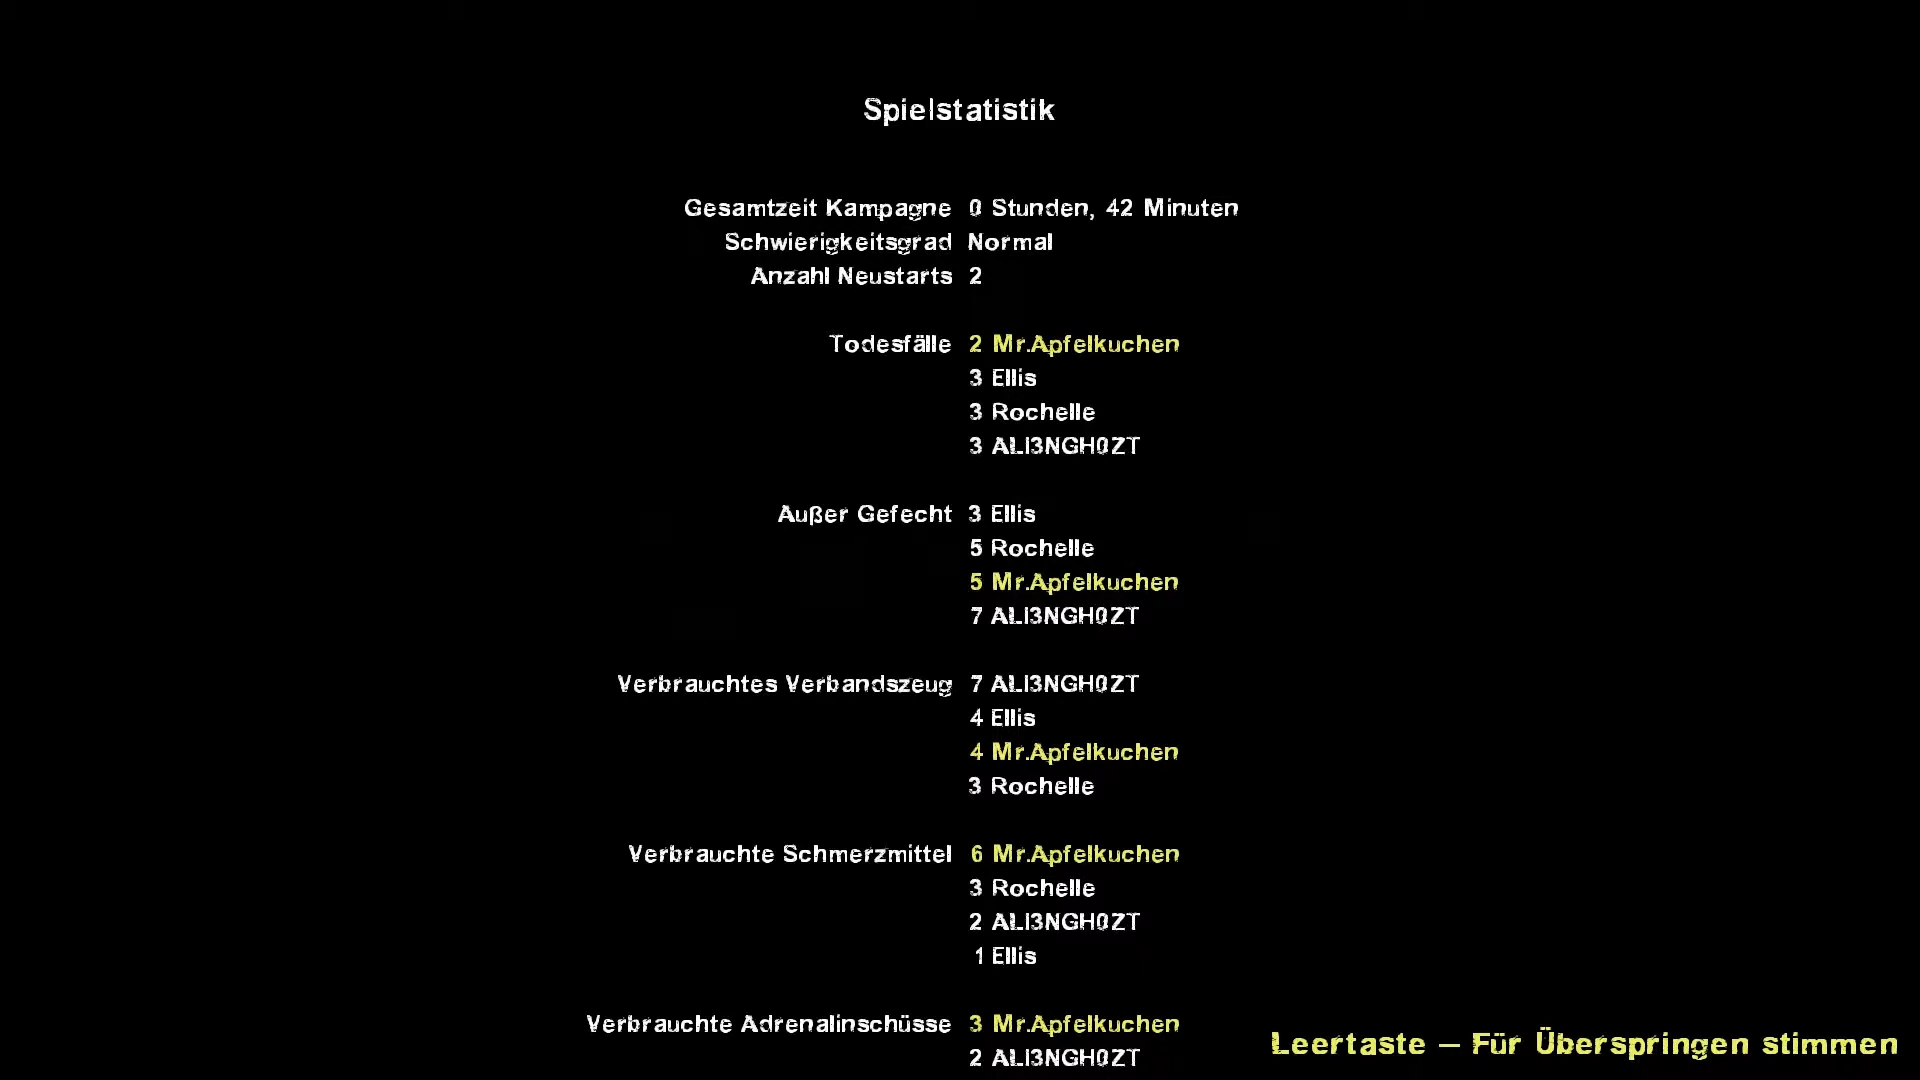 Spielstatistik
Gesamtzeit Kampagne 0 Stunden, 42 Minuten
Schwierigkeitsgrad Normal
Anzahl Neustarts 2
Todesfälle 2 Mr.Apfelkuchen
3 Ellis
3 Rochelle
3 ALI3NGH0ZT
Außer Gefecht 3 Ellis
5 Rochelle
5 Mr.Apfelkuchen
7 ALI3NGH0ZT
Verbrauchtes Verbandszeug 7 ALI3NGH0ZT
4 Ellis
4 Mr.Apfelkuchen
3 Rochelle
Verbrauchte Schmerzmittel 6 Mr.Apfelkuchen
3 Rochelle
2 ALI3NGH0ZT
1 Ellis
Verbrauchte Adrenalinschüsse 3 Mr.Apfelkuchen
2 ALI3NGH0ZT
Leertaste – Für Überspringen stimmen